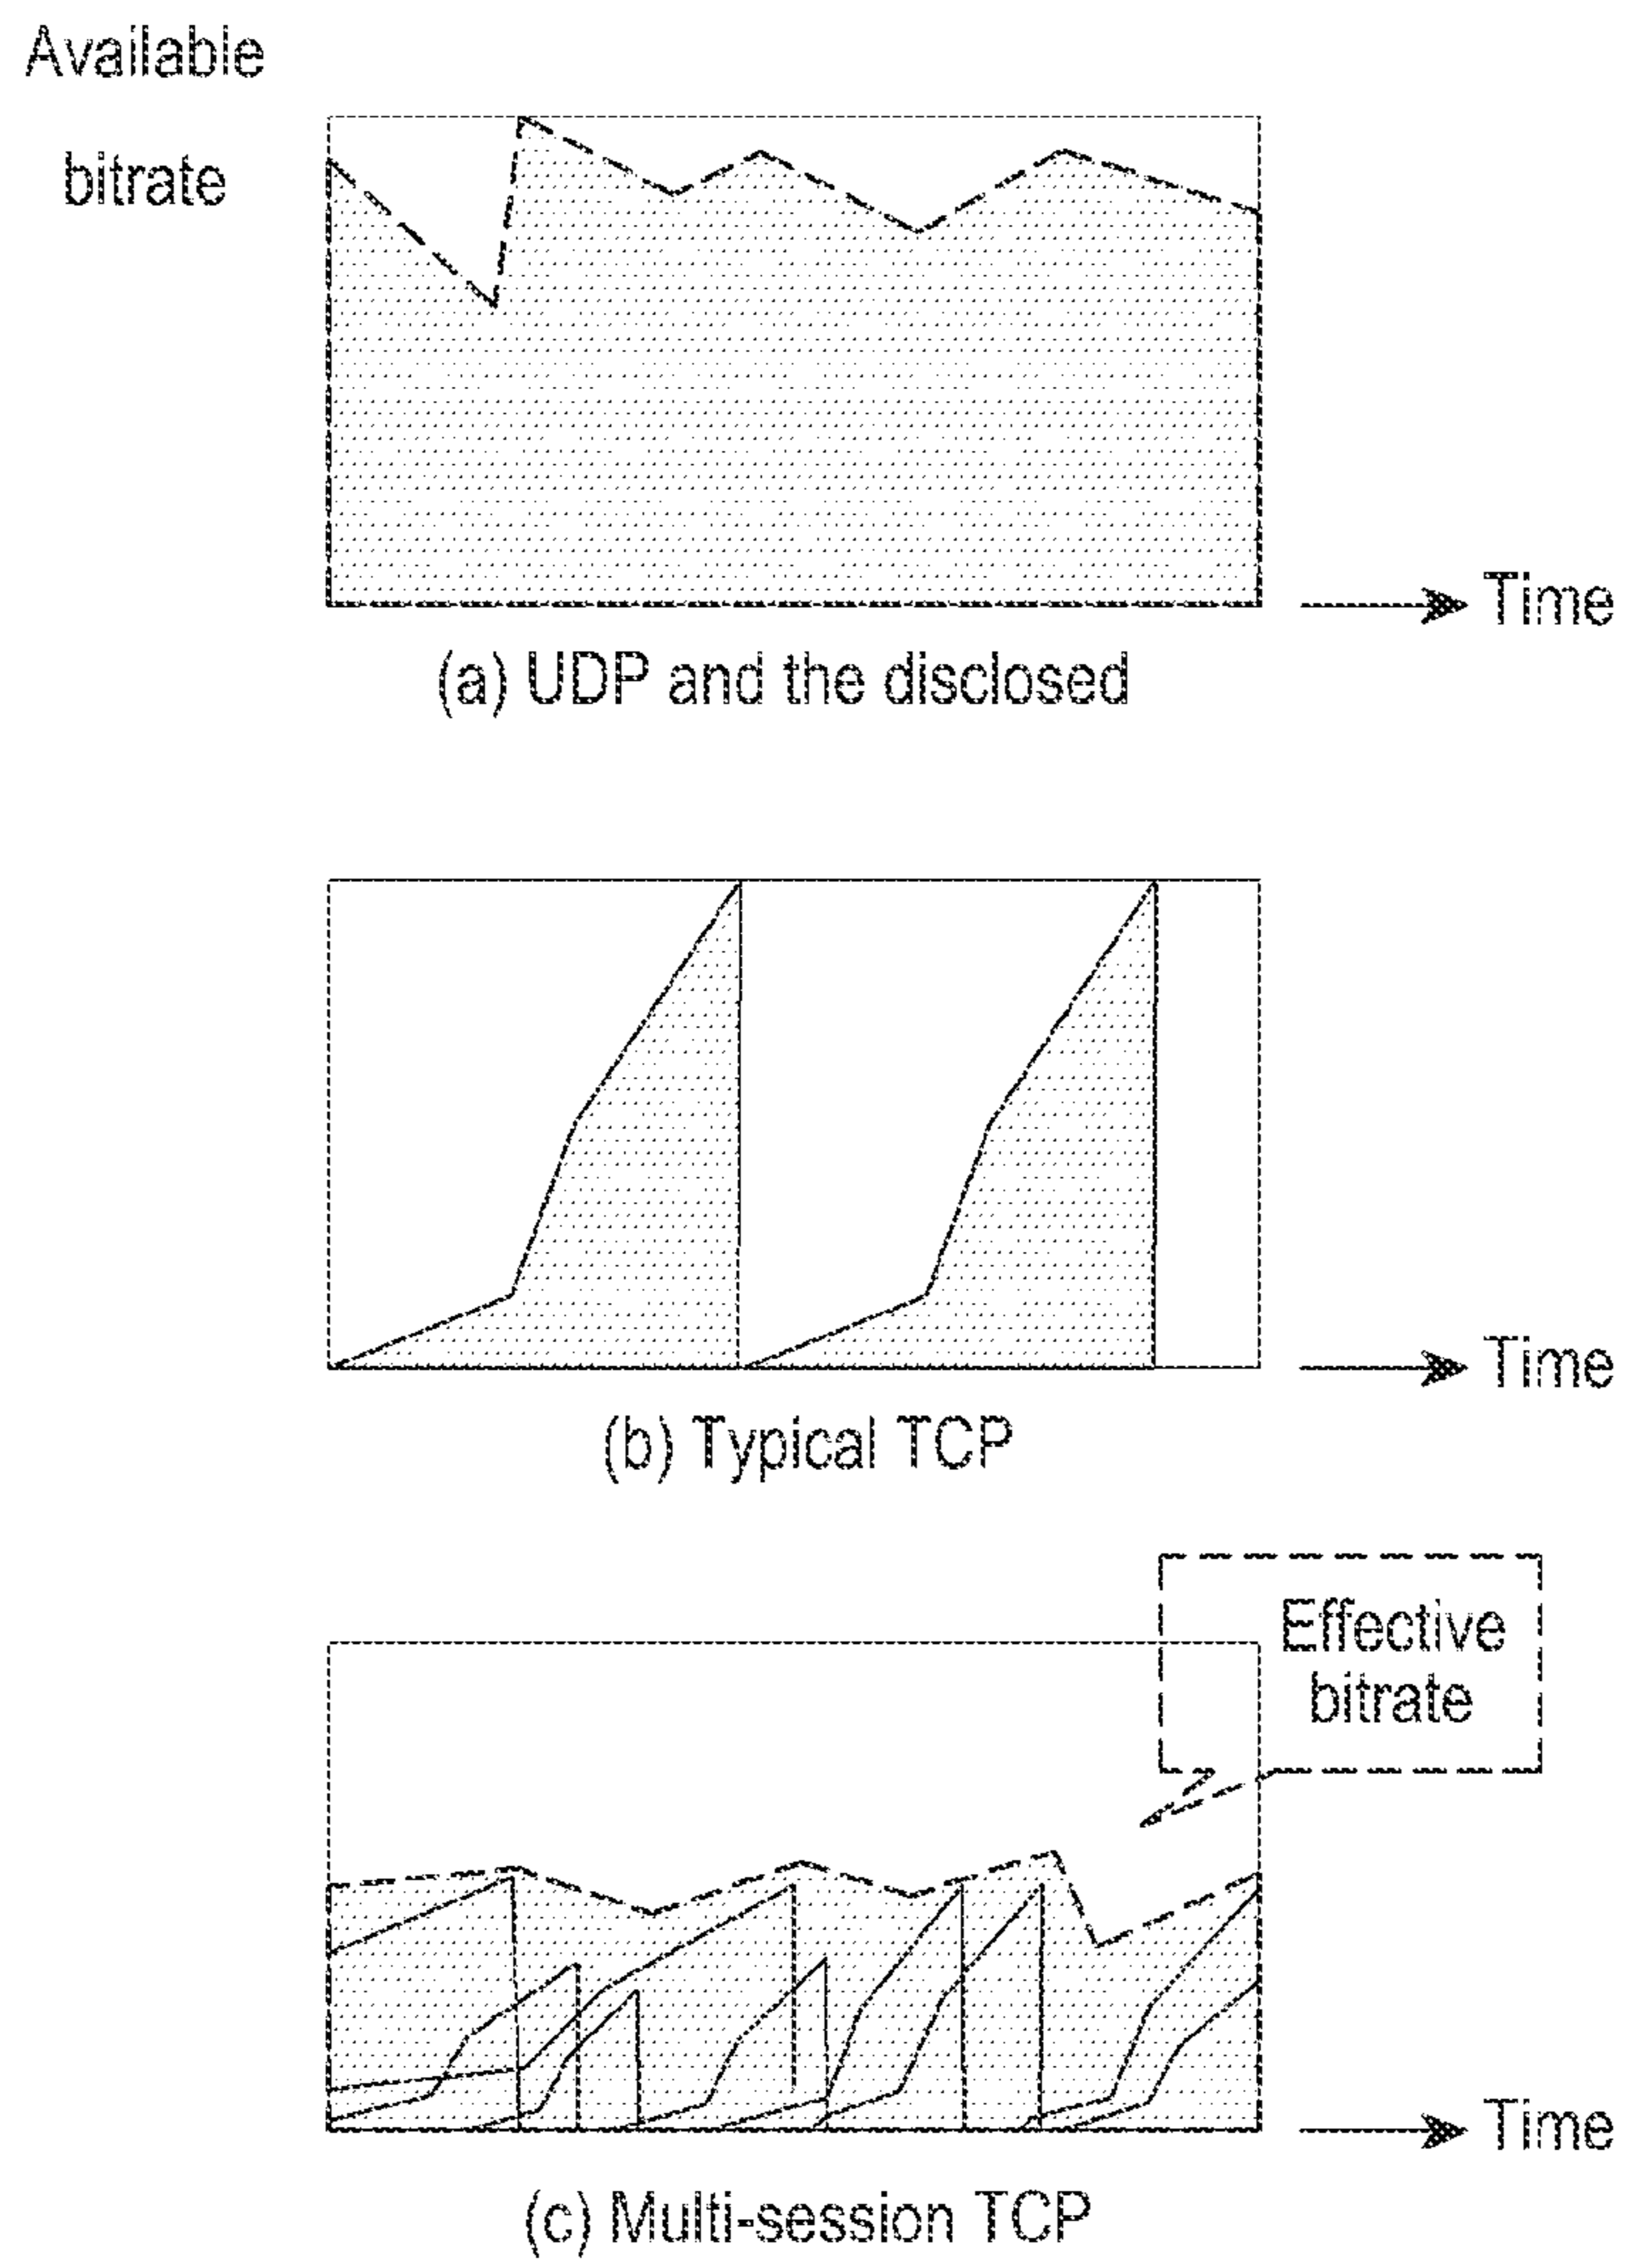 Available
bitrate
Time
(a) UDP and the disclosed
Time
(b) Typical TCP
Effective
bitrate
Time
(c) Multi-session TCP